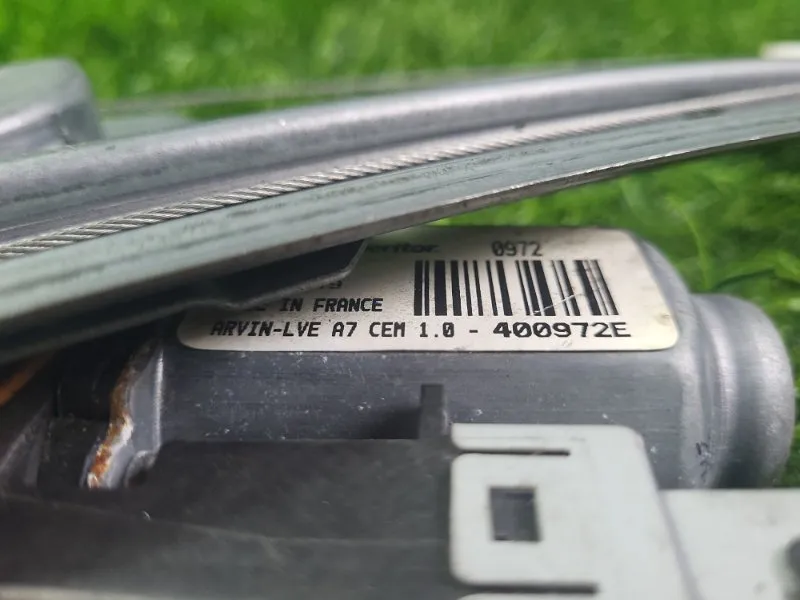 0972
IN FRANCE
ARVIN-LVE A7 CEM 1.0 - 400972E